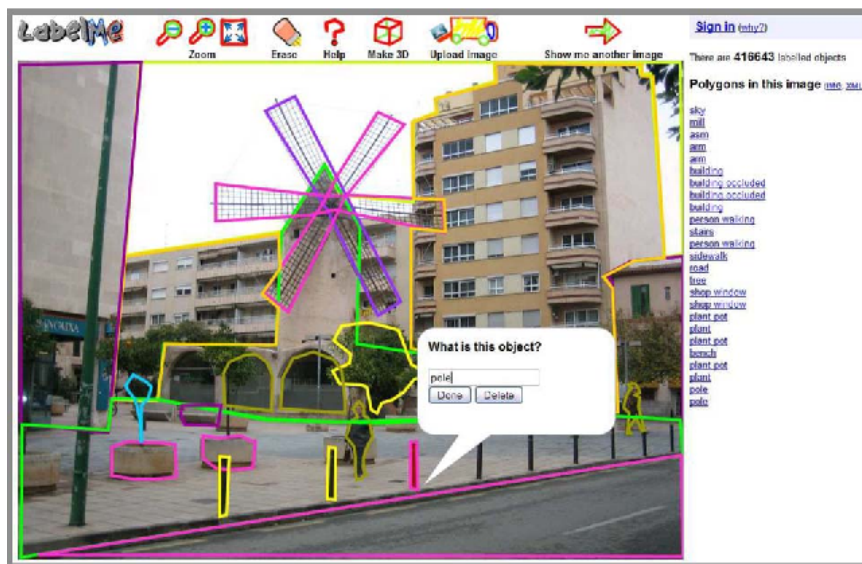 LabelMe
Zoom
Erase
Help
Make 3D
Upload Image
Show me another image
Sign in (why?)
There are 416643 labelled objects
Polygons in this image (IMG, XML
sky
mill
asm
arm
arm
building
building occluded
building occluded
building
person walking
stairs
person walking
sidewalk
road
tree
shop window
shop window
plant pot
plant
plant pot
bench
plant pot
plant
pole
pole
What is this object?
pole
Done
Delete